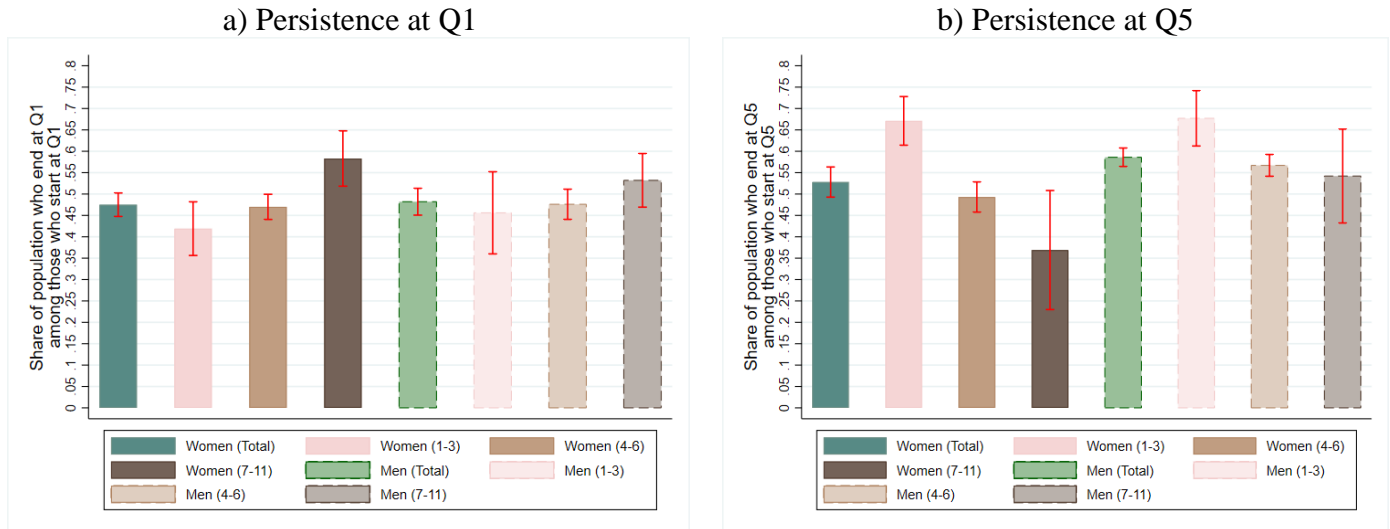 a) Persistence at Q1
Share of population who end at Q1
among those who start at Q1
0 .05 .1 .15 .2 .25 .3 .35 .4 .45 .5 .55 .6 .65 .7 .75 .8
Women (Total) Women (1-3) Women (4-6)
Women (7-11) Men (Total) Men (1-3)
Men (4-6) Men (7-11)
b) Persistence at Q5
Share of population who end at Q5
among those who start at Q5
0 .05 .1 .15 .2 .25 .3 .35 .4 .45 .5 .55 .6 .65 .7 .75 .8
Women (Total) Women (1-3) Women (4-6)
Women (7-11) Men (Total) Men (1-3)
Men (4-6) Men (7-11)